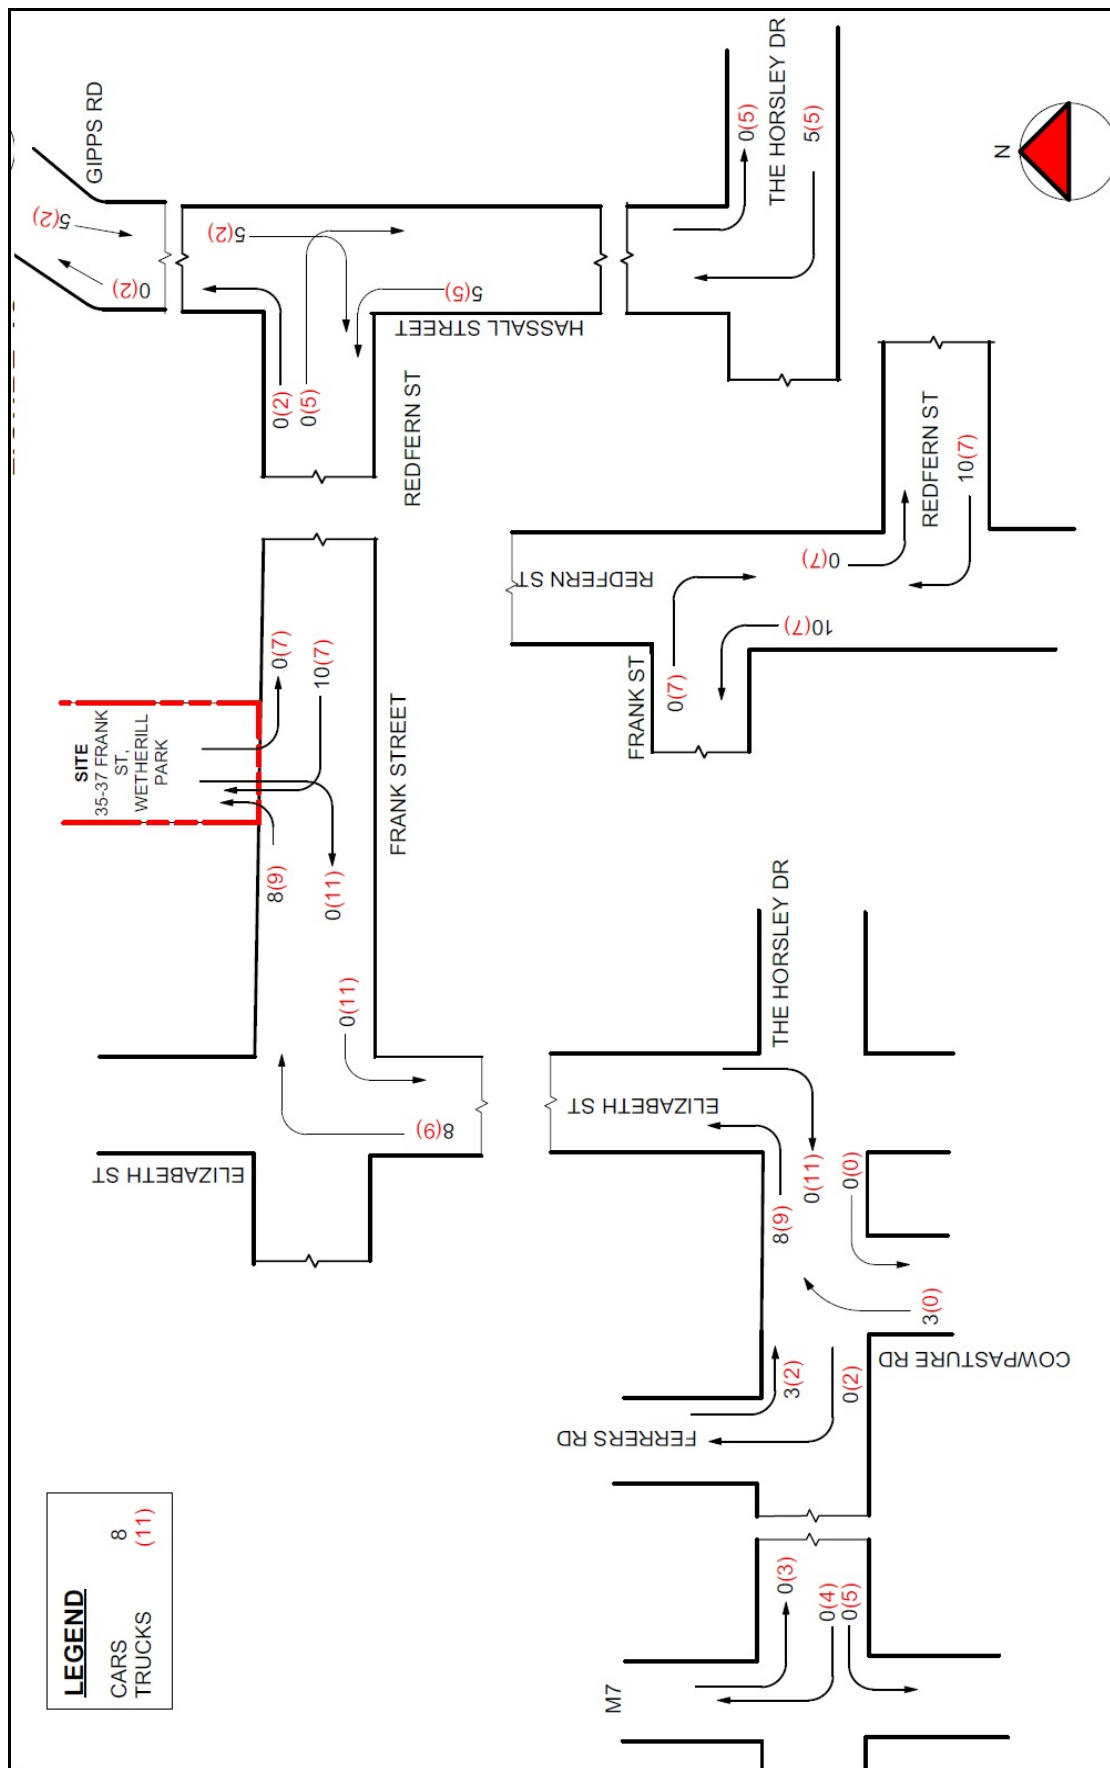 GIPPS RD
5(2)
0(2)
5(2)
5(5)
HASSALL STREET
0(2)
0(5)
REDFERN ST
0(5)
THE HORSLEY DR
5(5)
N
SITE
35-37 FRANK
ST,
WETHERILL
PARK
0(7)
10(7)
8(9)
0(11)
FRANK STREET
0(11)
8(9)
ELIZABETH ST
REDFERN ST
0(7)
REDFERN ST
10(7)
10(7)
FRANK ST
0(7)
THE HORSLEY DR
ELIZABETH ST
8(9)
0(11)
0(0)
3(0)
COWPASTURE RD
3(2)
0(2)
FERRERS RD
M7
0(3)
0(4)
0(5)
LEGEND
CARS 8
TRUCKS (11)